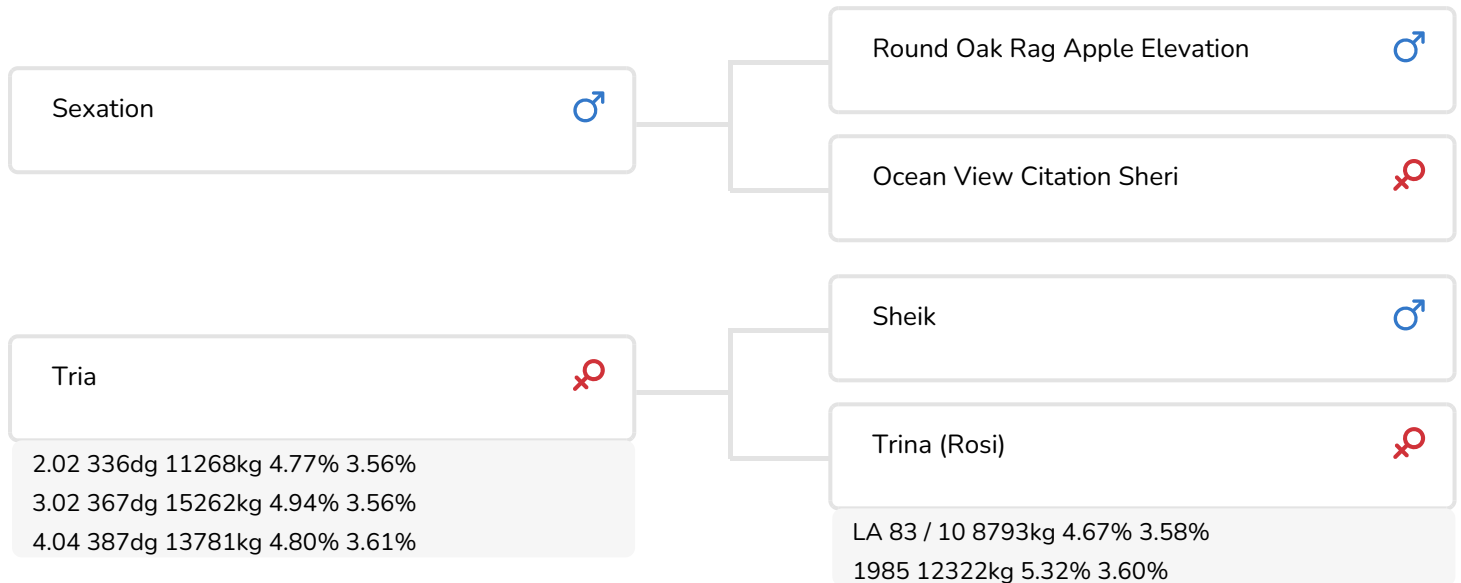 Round Oak Rag Apple Elevation
Sexation
Ocean View Citation Sheri
Sheik
Tria
Trina (Rosi)
2.02 336dg 11268kg 4.77% 3.56%
3.02 367dg 15262kg 4.94% 3.56%
4.04 387dg 13781kg 4.80% 3.61%
LA 83 / 10 8793kg 4.67% 3.58%
1985 12322kg 5.32% 3.60%